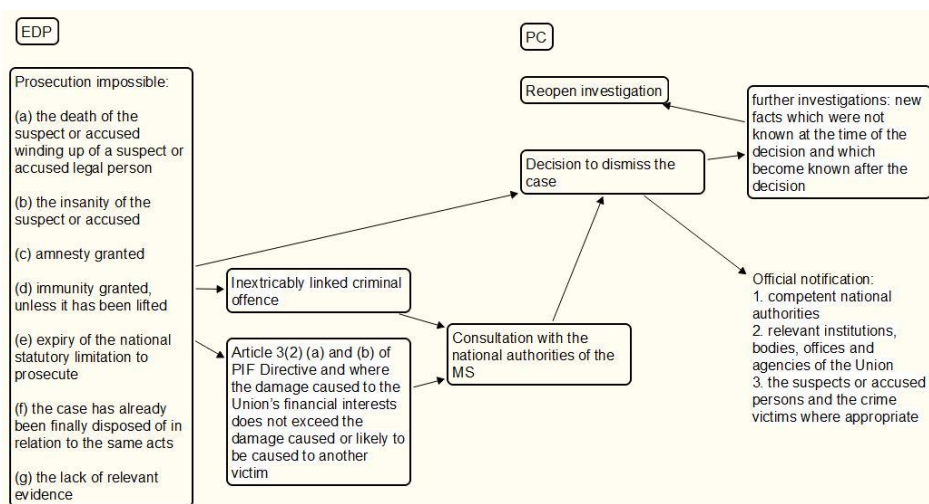 EDP
Prosecution impossible:
(a) the death of the
suspect or accused
winding up of a suspect or
accused legal person
(b) the insanity of the
suspect or accused
(c) amnesty granted
(d) immunity granted,
unless it has been lifted
(e) expiry of the national
statutory limitation to
prosecute
(f) the case has already
been finally disposed of in
relation to the same acts
(g) the lack of relevant
evidence
Inextricably linked criminal
offence
Article 3(2) (a) and (b) of
PIF Directive and where
the damage caused to the
Union's financial interests
does not exceed the
damage caused or likely to
be caused to another
victim
Consultation with the
national authorities of the
MS
PC
Reopen investigation
Decision to dismiss the
case
further investigations: new
facts which were not
known at the time of the
decision and which
become known after the
decision
Official notification:
1. competent national
authorities
2. relevant institutions,
bodies, offices and
agencies of the Union
3. the suspects or accused
persons and the crime
victims where appropriate